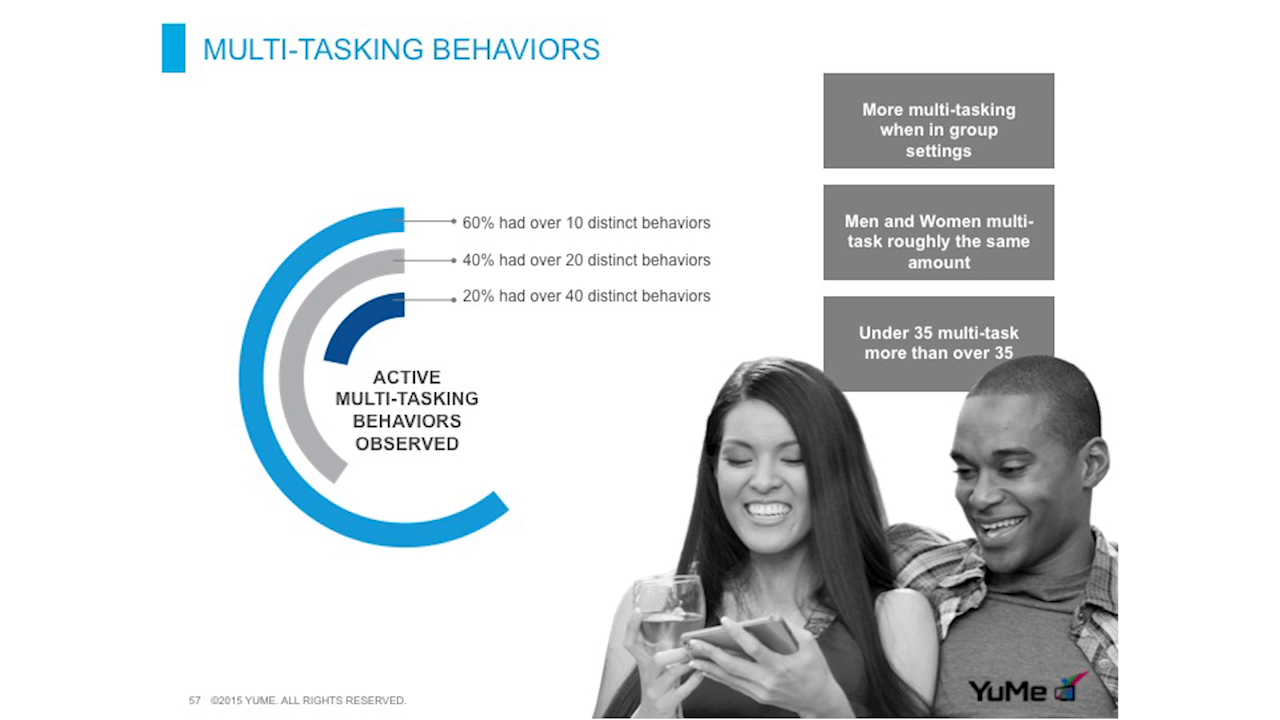 MULTI-TASKING BEHAVIORS
More multi-tasking
when in group
settings
Men and Women multi-
task roughly the same
amount
Under 35 multi-task
more than over 35
60% had over 10 distinct behaviors
40% had over 20 distinct behaviors
20% had over 40 distinct behaviors
ACTIVE
MULTI-TASKING
BEHAVIORS
OBSERVED
57 ©2015 YUME. ALL RIGHTS RESERVED.
YuMe